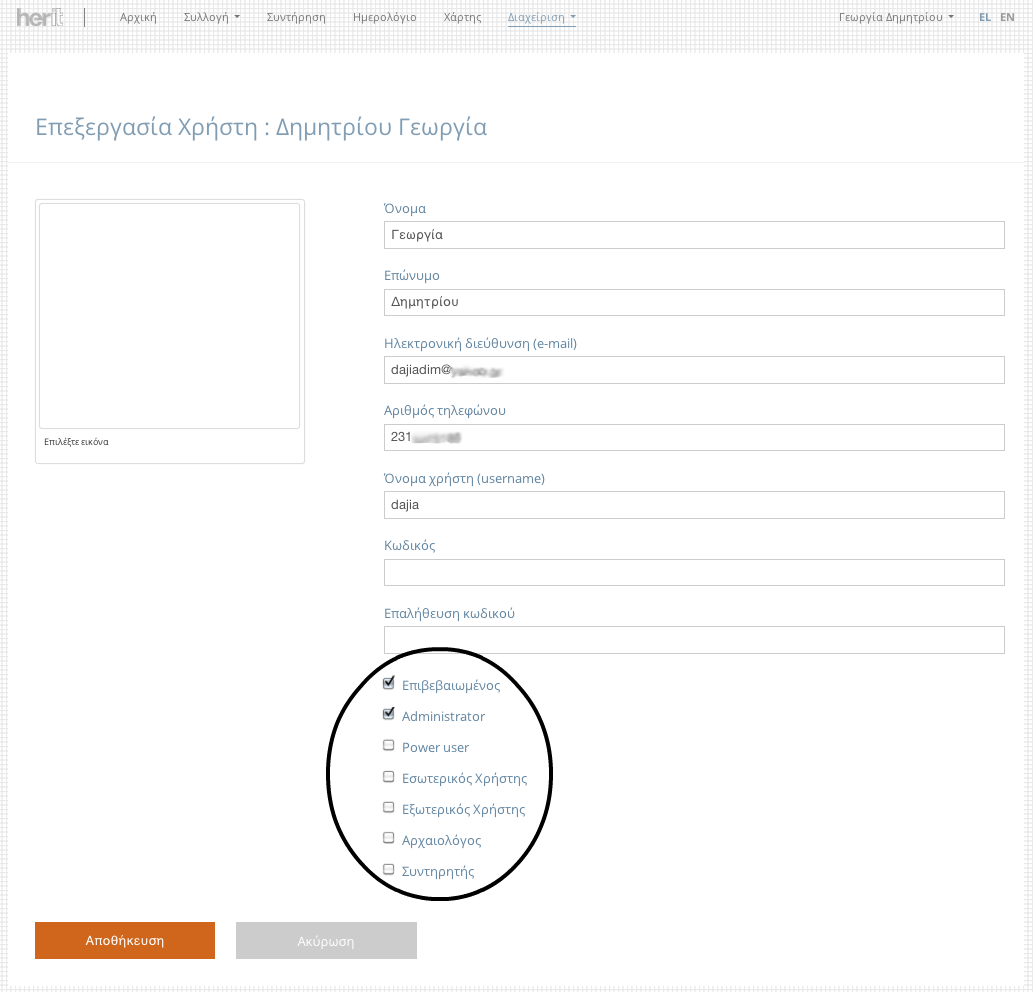 herit Αρχική Συλλογή Συντήρηση Ημερολόγιο Χάρτης Διαχείριση Γεωργία Δημητρίου EL EN
Επεξεργασία Χρήστη : Δημητρίου Γεωργία
Επιλέξτε εικόνα
Όνομα
Γεωργία
Επώνυμο
Δημητρίου
Ηλεκτρονική διεύθυνση (e-mail)
dajiadim@
Αριθμός τηλεφώνου
231
Όνομα χρήστη (username)
dajia
Κωδικός
Επαλήθευση κωδικού
Επιβεβαιωμένος
Administrator
Power user
Εσωτερικός Χρήστης
Εξωτερικός Χρήστης
Αρχαιολόγος
Συντηρητής
Αποθήκευση Ακύρωση